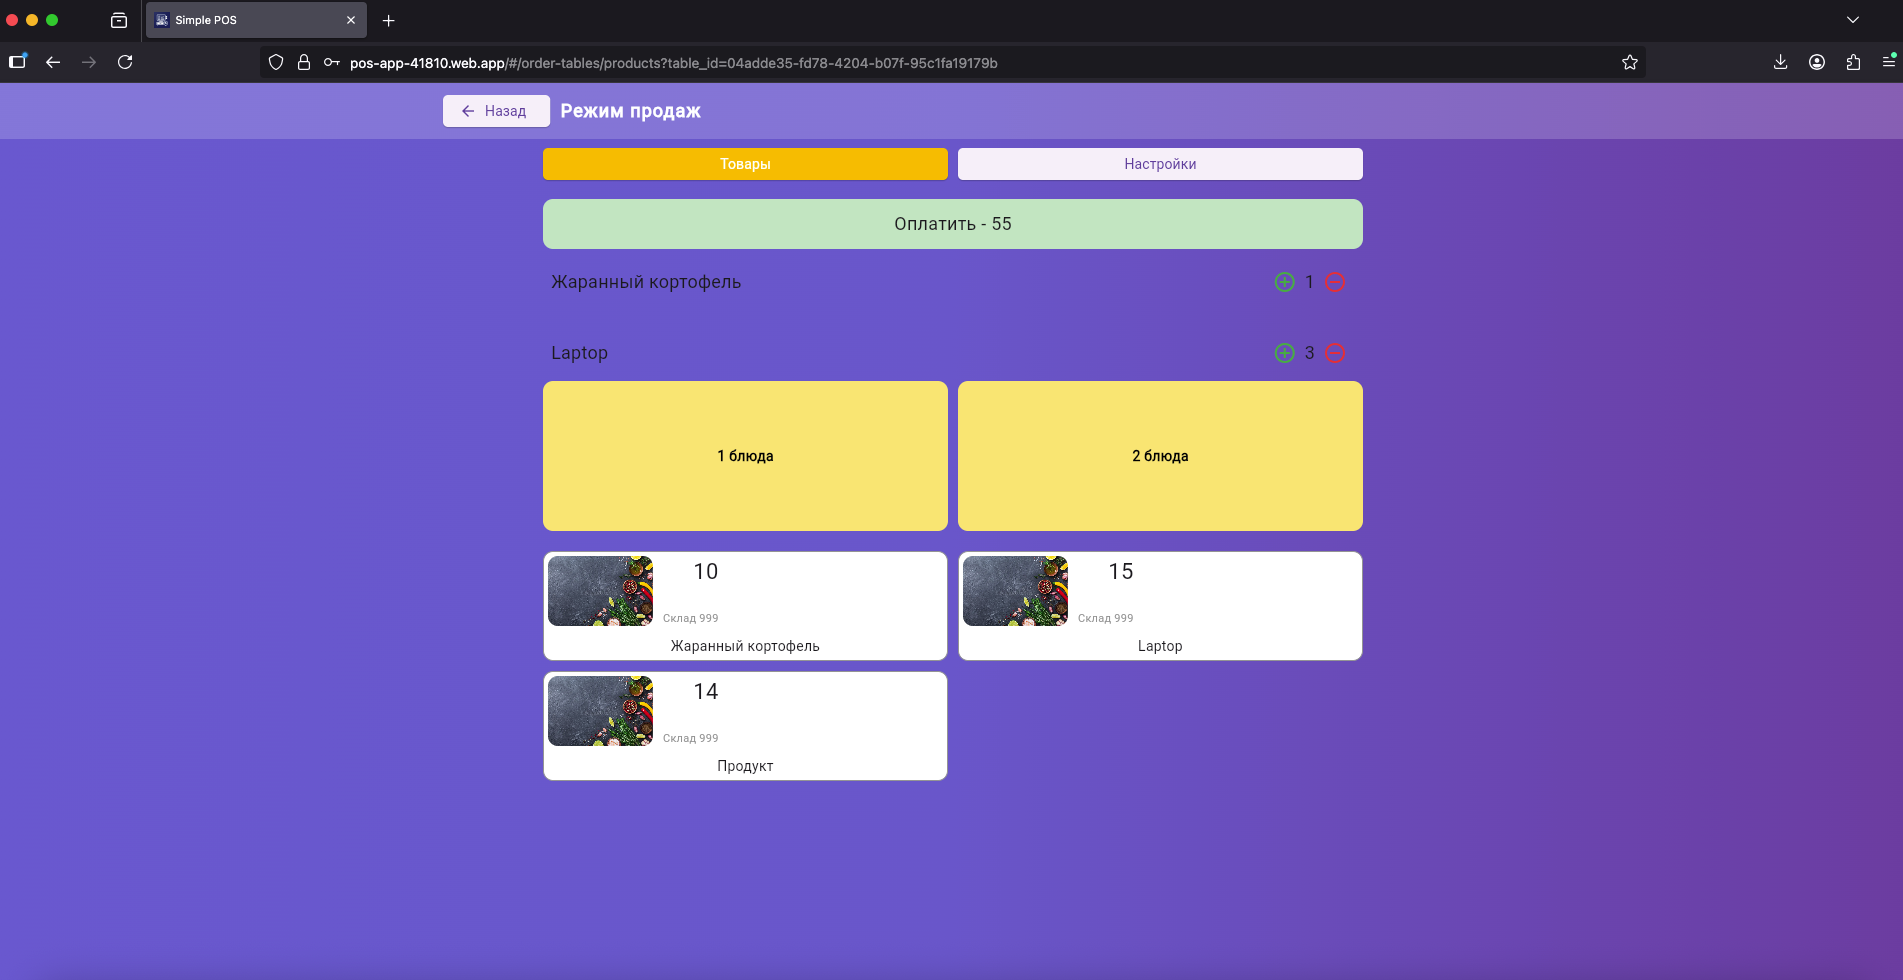 Simple POS
pos-app-41810.web.app/#/order-tables/products?table_id=04adde35-fd78-4204-b07f-95c1fa19179b
Назад
Режим продаж
Товары
Настройки
Оплатить - 55
Жаранный кортофель
1
Laptop
3
1 блюда
2 блюда
10
Склад 999
Жаранный кортофель
15
Склад 999
Laptop
14
Склад 999
Продукт